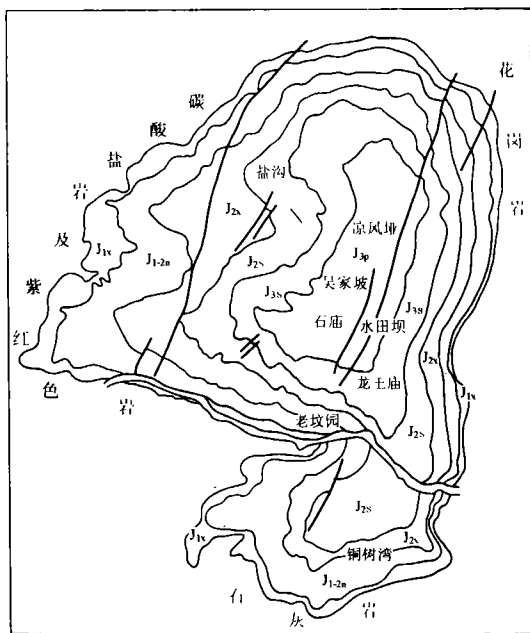 碳酸盐岩及紫红色岩
花岗岩
石灰岩
盐沟
J2x
凉风垭
J3p
吴家坡
J1x
J1-2n
J2s
J3s
石庙
水田坝
J3s
J2x
龙王庙
J1x
老坟园
J2s
J2s
J1x
J2x
铜树湾
J1-2n